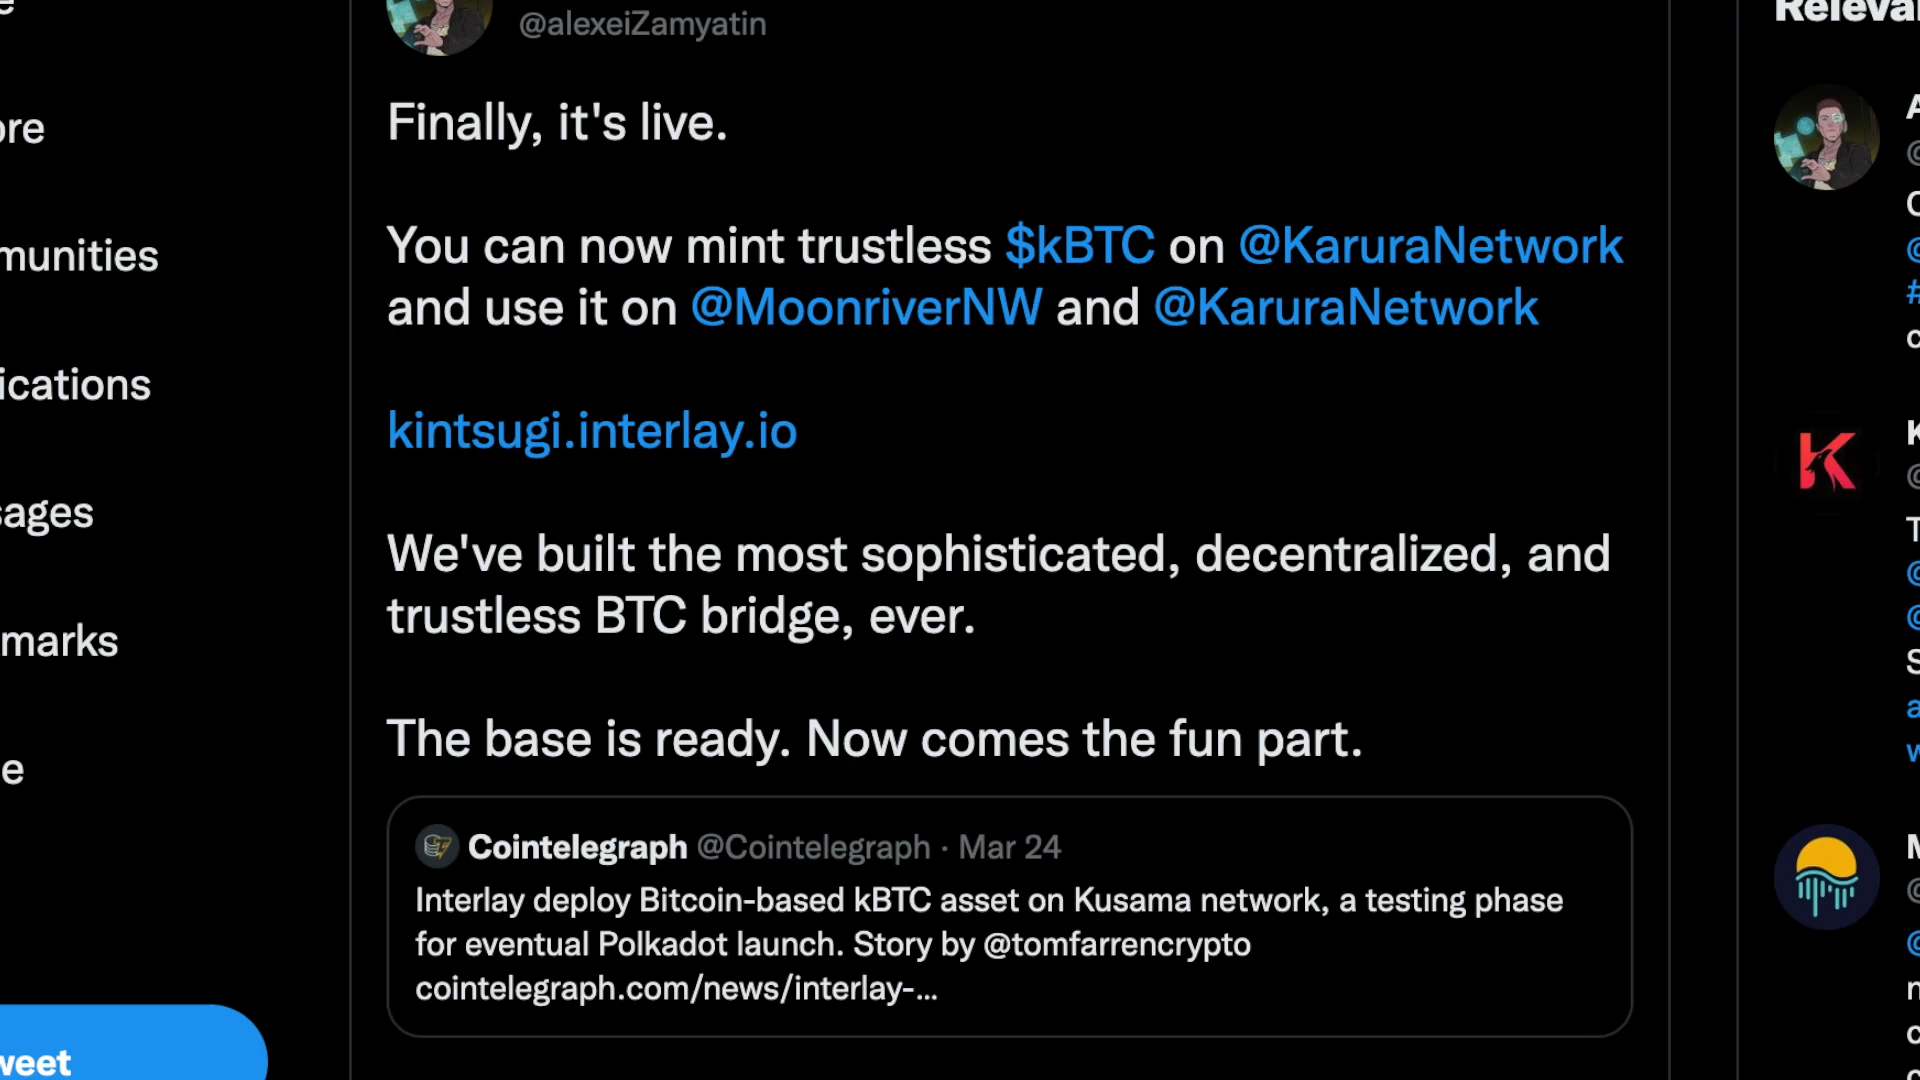 @alexeiZamyatin
Finally, it's live.
You can now mint trustless $kBTC on @KaruraNetwork
and use it on @MoonriverNW and @KaruraNetwork
kintsugi.interlay.io
We've built the most sophisticated, decentralized, and
trustless BTC bridge, ever.
The base is ready. Now comes the fun part.
Cointelegraph @Cointelegraph · Mar 24
Interlay deploy Bitcoin-based kBTC asset on Kusama network, a testing phase
for eventual Polkadot launch. Story by @tomfarrencrypto
cointelegraph.com/news/interlay-...
ore
munities
ications
sages
marks
e
weet
Releva